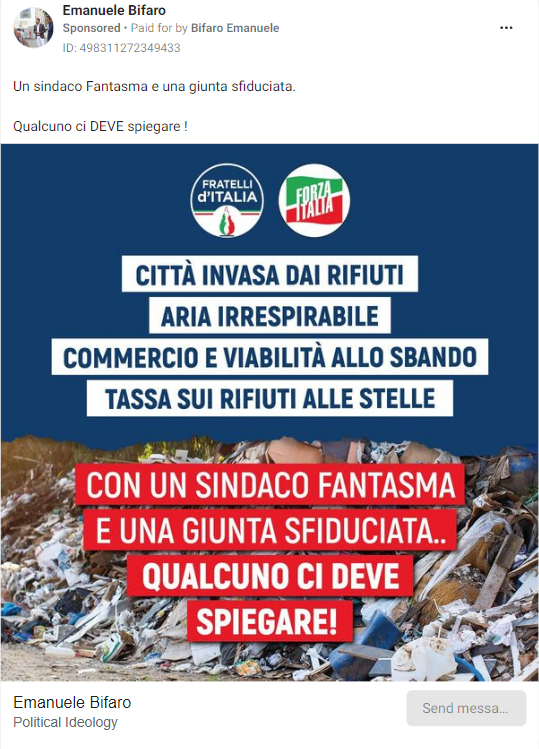 Emanuele Bifaro
Sponsored • Paid for by Bifaro Emanuele
ID: 498311272349433
Un sindaco Fantasma e una giunta sfiduciata.
Qualcuno ci DEVE spiegare !
FRATELLI
d'ITALIA
FORZA
ITALIA
CITTÀ INVASA DAI RIFIUTI
ARIA IRRESPIRABILE
COMMERCIO E VIABILITÀ ALLO SBANDO
TASSA SUI RIFIUTI ALLE STELLE
CON UN SINDACO FANTASMA
E UNA GIUNTA SFIDUCIATA..
QUALCUNO CI DEVE
SPIEGARE!
Emanuele Bifaro
Political Ideology
Send messa...